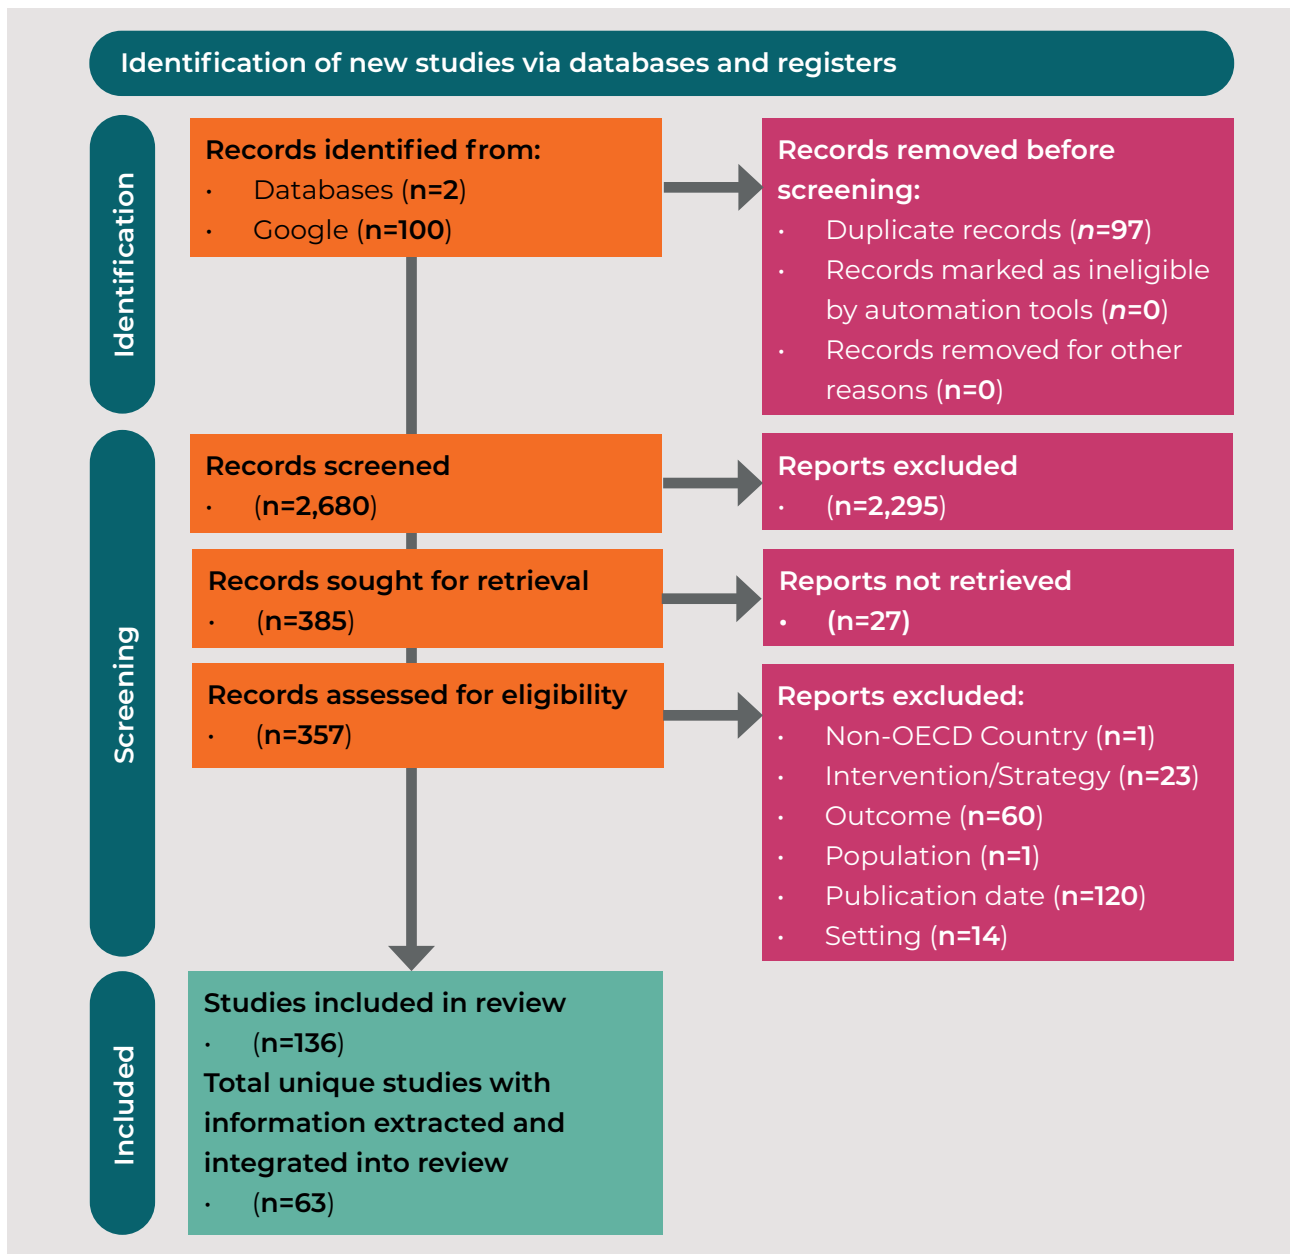 Identification of new studies via databases and registers
Identification
Records identified from:
· Databases (n=2)
· Google (n=100)
Records removed before
screening:
· Duplicate records (n=97)
· Records marked as ineligible
by automation tools (n=0)
· Records removed for other
reasons (n=0)
Screening
Records screened
· (n=2,680)
Reports excluded
· (n=2,295)
Records sought for retrieval
· (n=385)
Reports not retrieved
· (n=27)
Records assessed for eligibility
· (n=357)
Reports excluded:
· Non-OECD Country (n=1)
· Intervention/Strategy (n=23)
· Outcome (n=60)
· Population (n=1)
· Publication date (n=120)
· Setting (n=14)
Included
Studies included in review
· (n=136)
Total unique studies with
information extracted and
integrated into review
· (n=63)